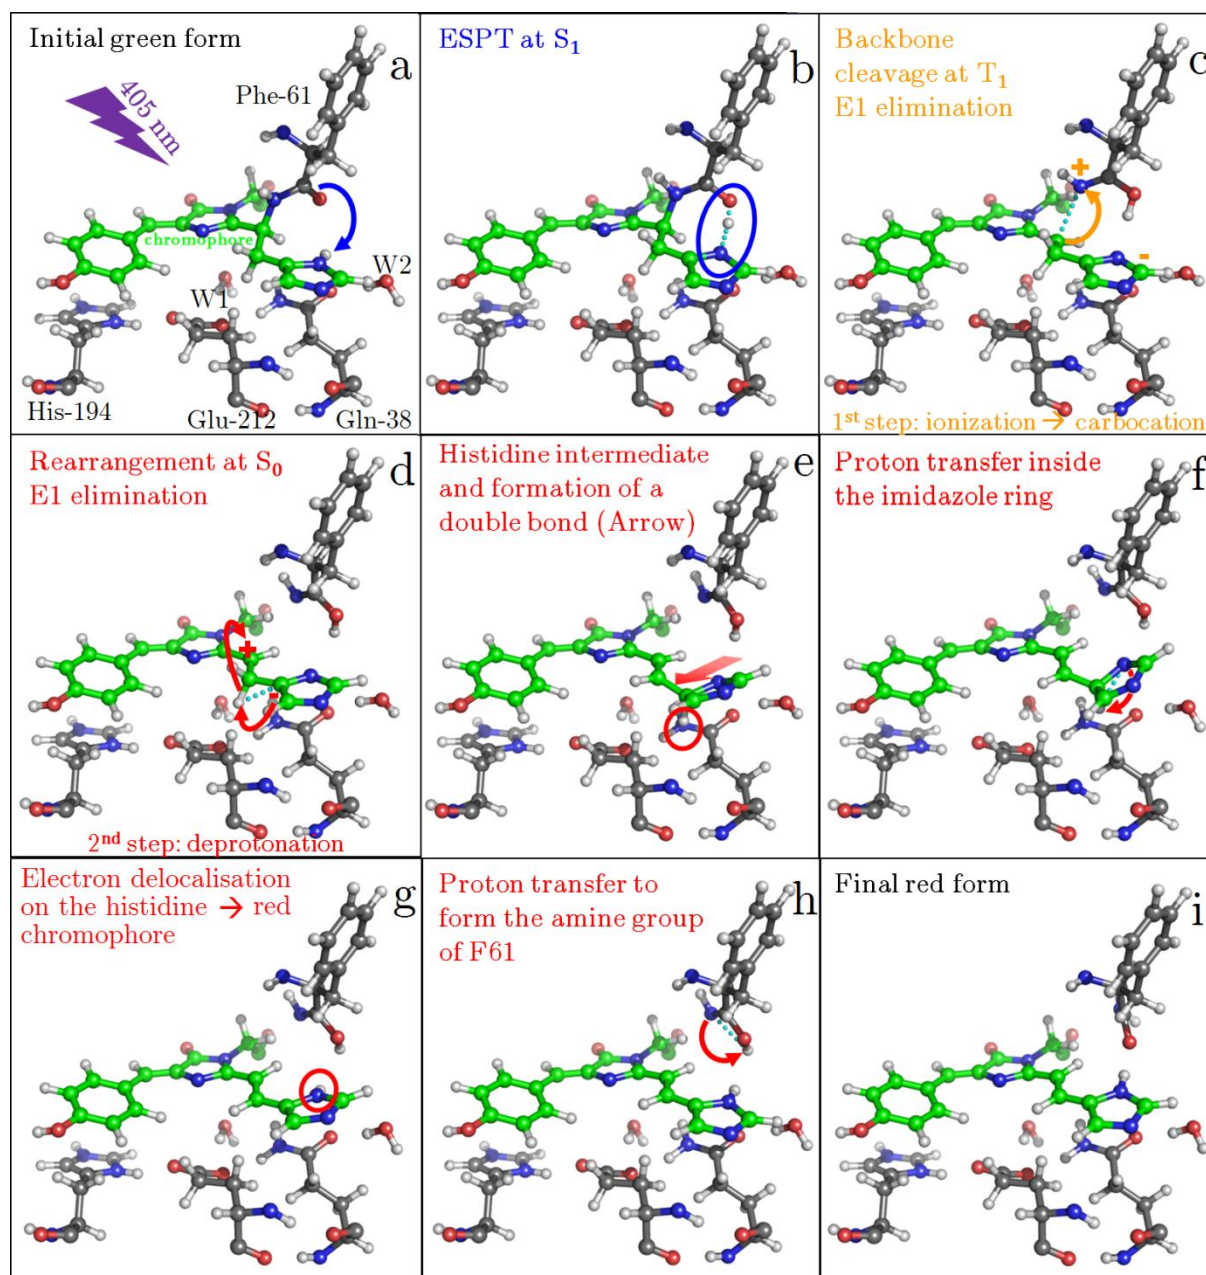 Initial green form
a
405 nm
Phe-61
chromophore
W2
W1
His-194
Glu-212
Gln-38
ESPT at S₁
b
Backbone
cleavage at T₁
E1 elimination
c
+
-
1ˢᵗ step: ionization → carbocation
Rearrangement at S₀
E1 elimination
d
+
-
2ⁿᵈ step: deprotonation
Histidine intermediate
and formation of a
double bond (Arrow)
e
Proton transfer inside
the imidazole ring
f
Electron delocalisation
on the histidine → red
chromophore
g
Proton transfer to
form the amine group
of F61
h
Final red form
i